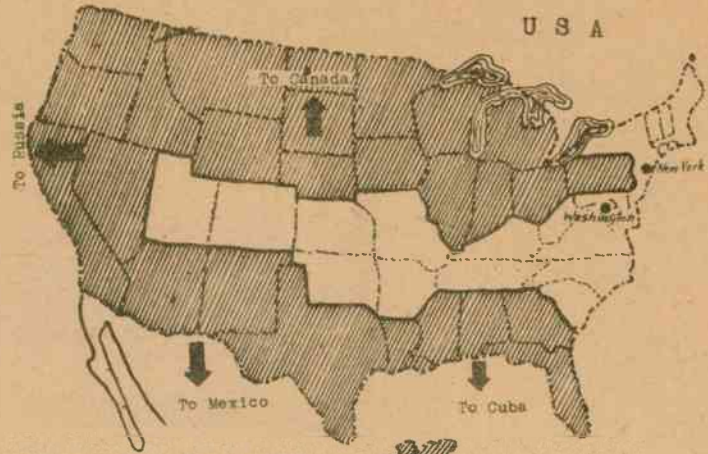 U S A
To Canada
To Russia
New York
Washington
To Mexico
To Cuba